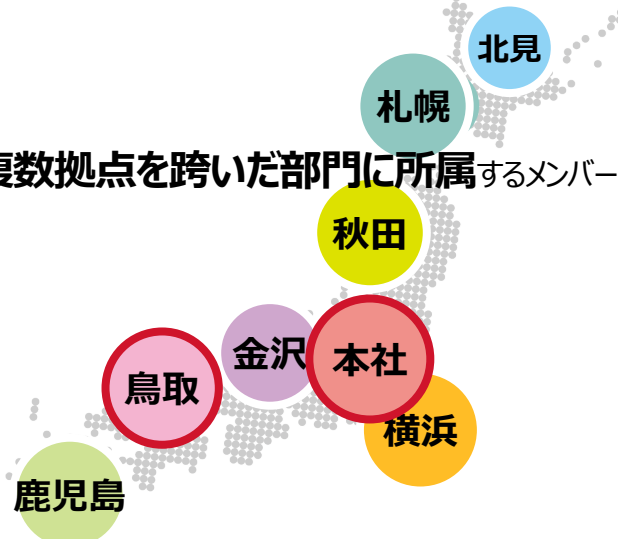 北見
札幌
複数拠点を跨いだ部門に所属するメンバー
秋田
金沢
本社
鳥取
横浜
鹿児島